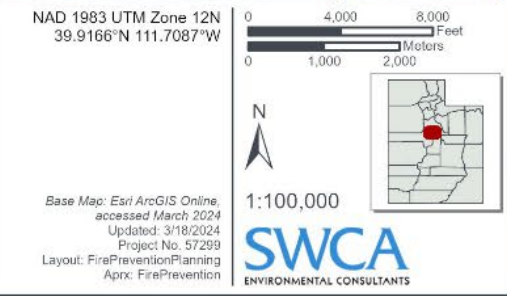 NAD 1983 UTM Zone 12N
39.9166°N 111.7087°W
0 4,000 8,000
Feet
Meters
0 1,000 2,000
N
1:100,000
Base Map: Esri ArcGIS Online,
accessed March 2024
Updated: 3/18/2024
Project No. 57299
Layout: FirePreventionPlanning
Aprx: FirePrevention
SWCA
ENVIRONMENTAL CONSULTANTS